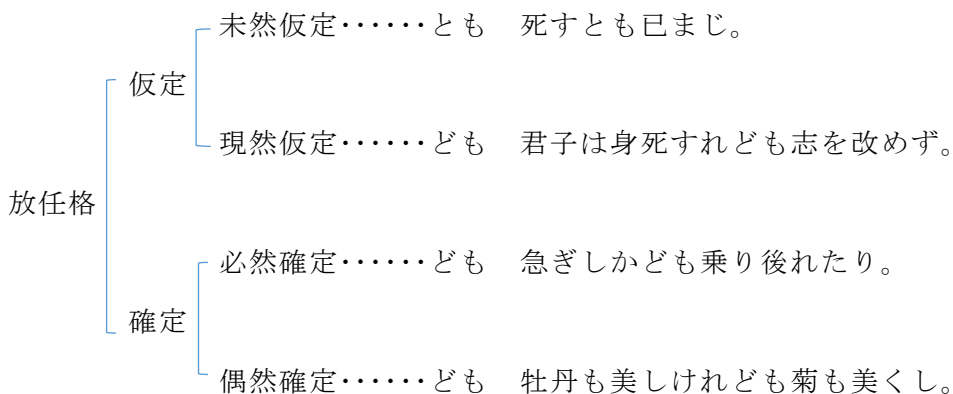 未然仮定‥‥‥とも　死すとも已まじ。
仮定
現然仮定‥‥‥ども　君子は身死すれども志を改めず。
放任格
必然確定‥‥‥ども　急ぎしかども乗り後れたり。
確定
偶然確定‥‥‥ども　牡丹も美しけれども菊も美くし。